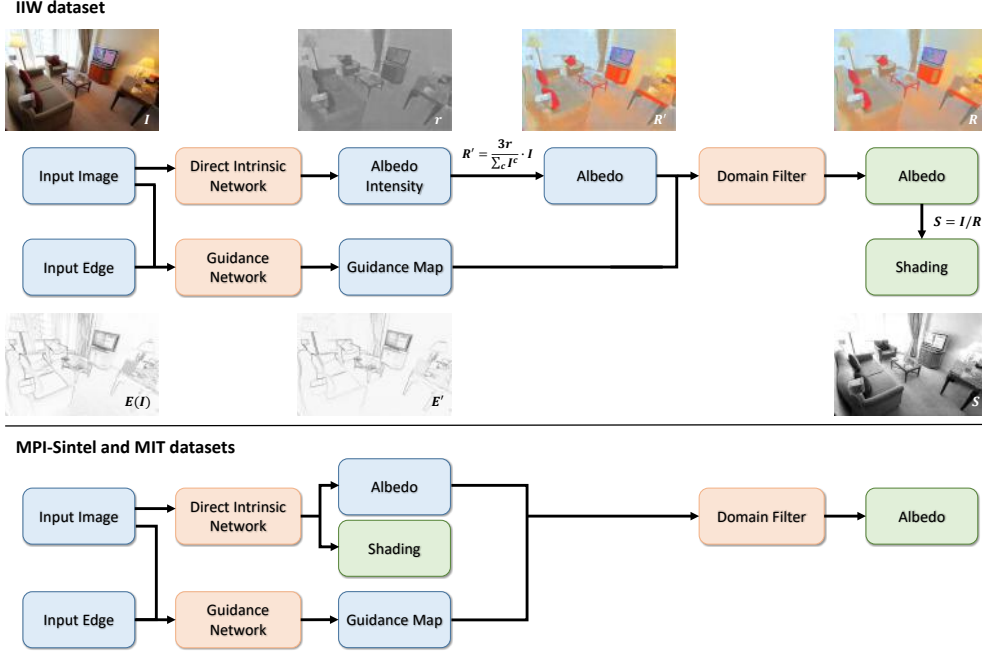 IIW dataset
I
r
R'
R
Input Image
Direct Intrinsic
Network
Albedo
Intensity
R' = 3r / ∑_c I^c · I
Albedo
Domain Filter
Albedo
S = I/R
Input Edge
Guidance
Network
Guidance Map
Shading
E(I)
E'
S
MPI-Sintel and MIT datasets
Input Image
Direct Intrinsic
Network
Albedo
Shading
Domain Filter
Albedo
Input Edge
Guidance
Network
Guidance Map